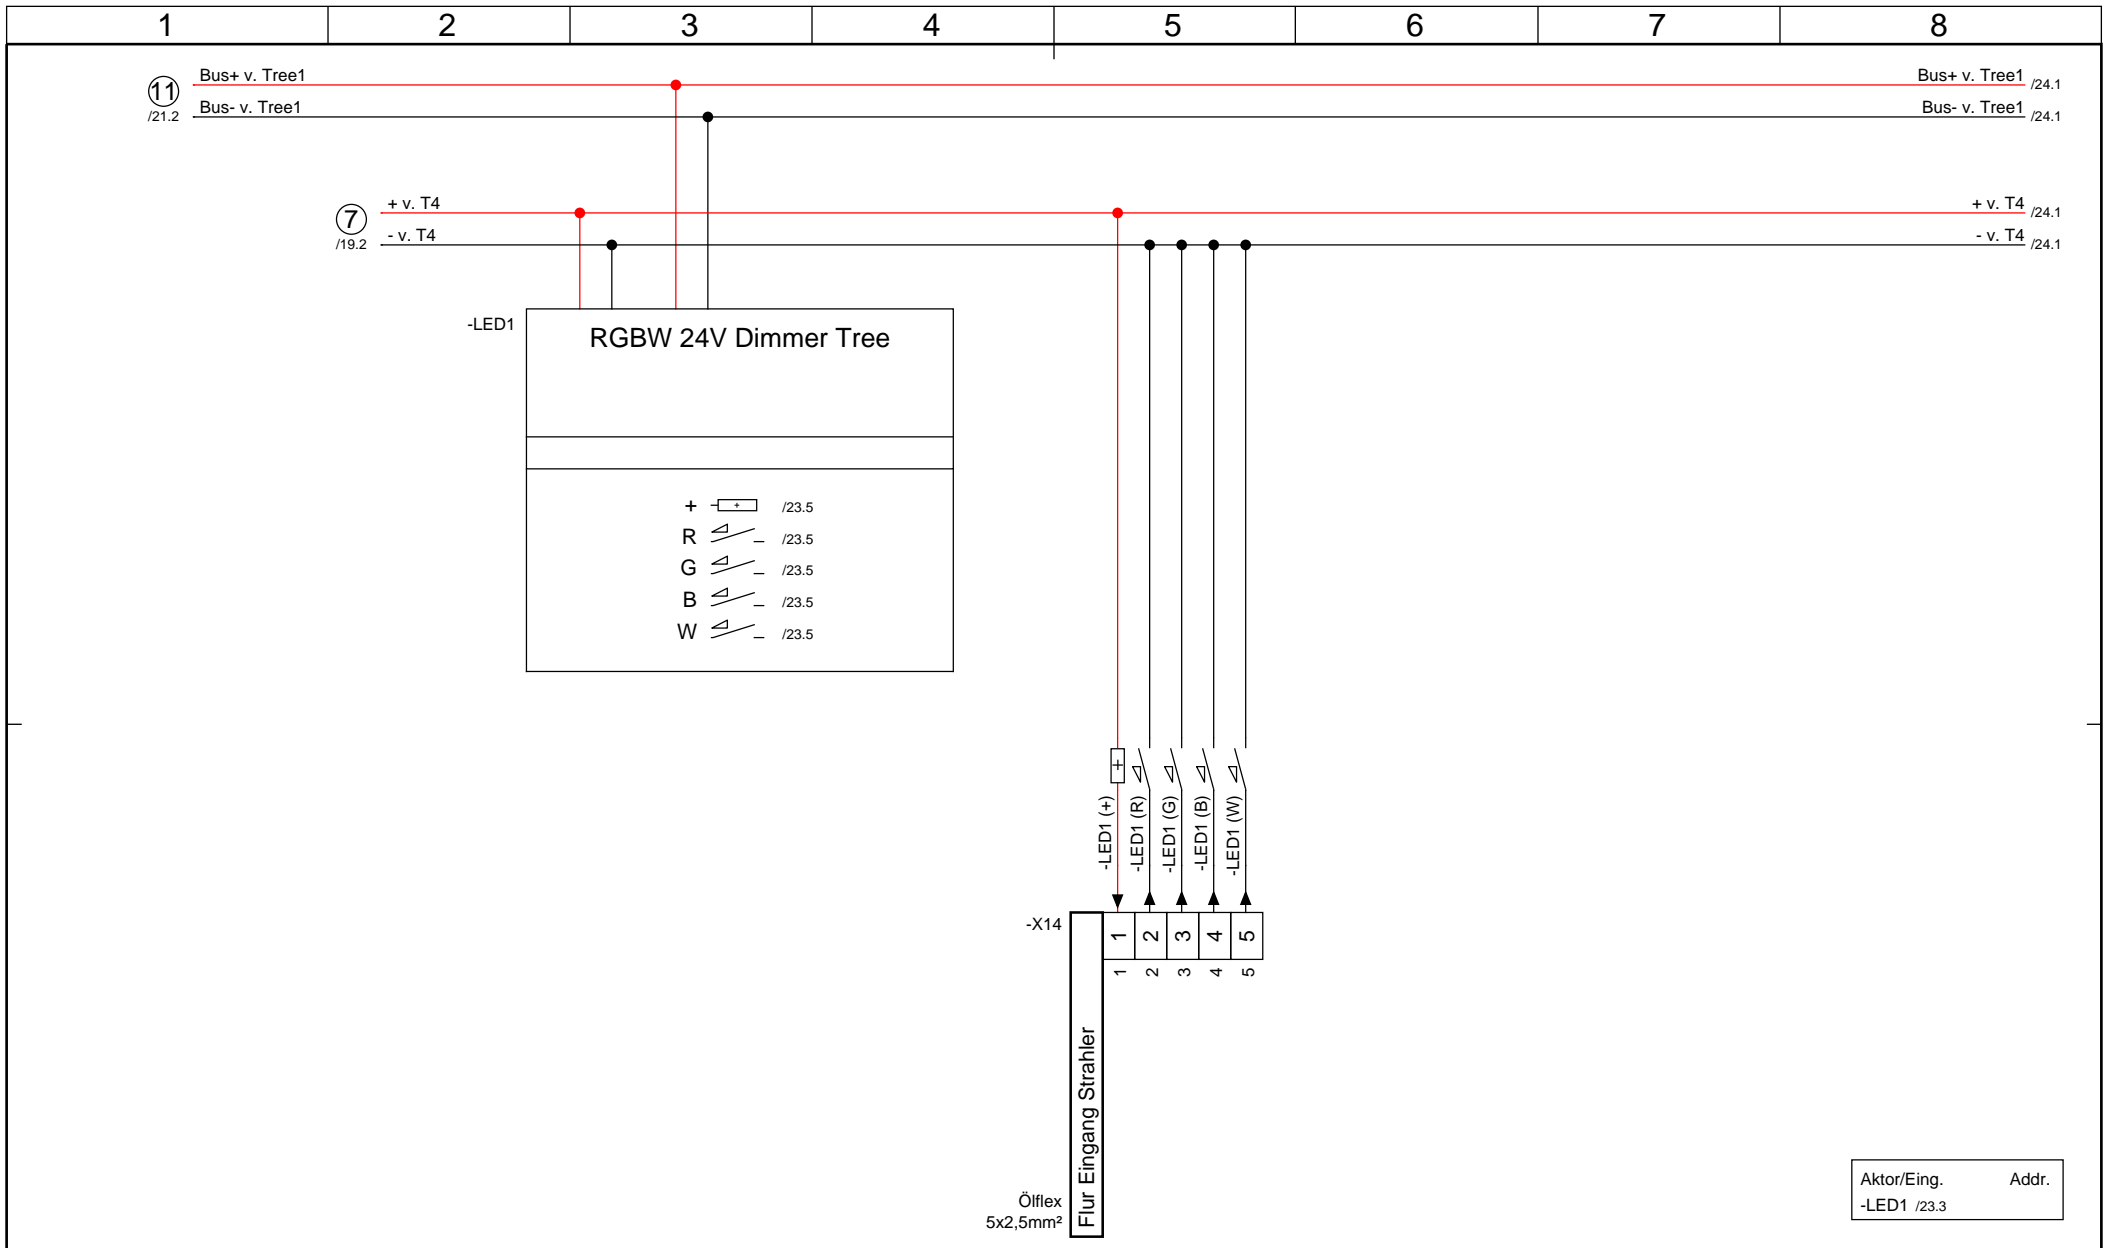 1 2 3 4 5 6 7 8
Bus+ v. Tree1 Bus+ v. Tree1 /24.1
11
/21.2 Bus- v. Tree1 Bus- v. Tree1 /24.1
+ v. T4 + v. T4 /24.1
7
/19.2 - v. T4 - v. T4 /24.1
-LED1 RGBW 24V Dimmer Tree
+ + /23.5
R /23.5
G /23.5
B /23.5
W /23.5
+
-LED1 (+)
-LED1 (R)
-LED1 (G)
-LED1 (B)
-LED1 (W)
-X14 1 2 3 4 5
1 2 3 4 5
Flur Eingang Strahler
Ölflex
5x2,5mm²
Aktor/Eing. Addr.
-LED1 /23.3